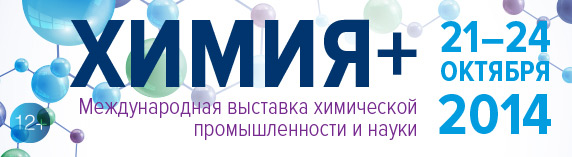 ХИМИЯ+
Международная выставка химической
промышленности и науки
12+
21–24
ОКТЯБРЯ
2014